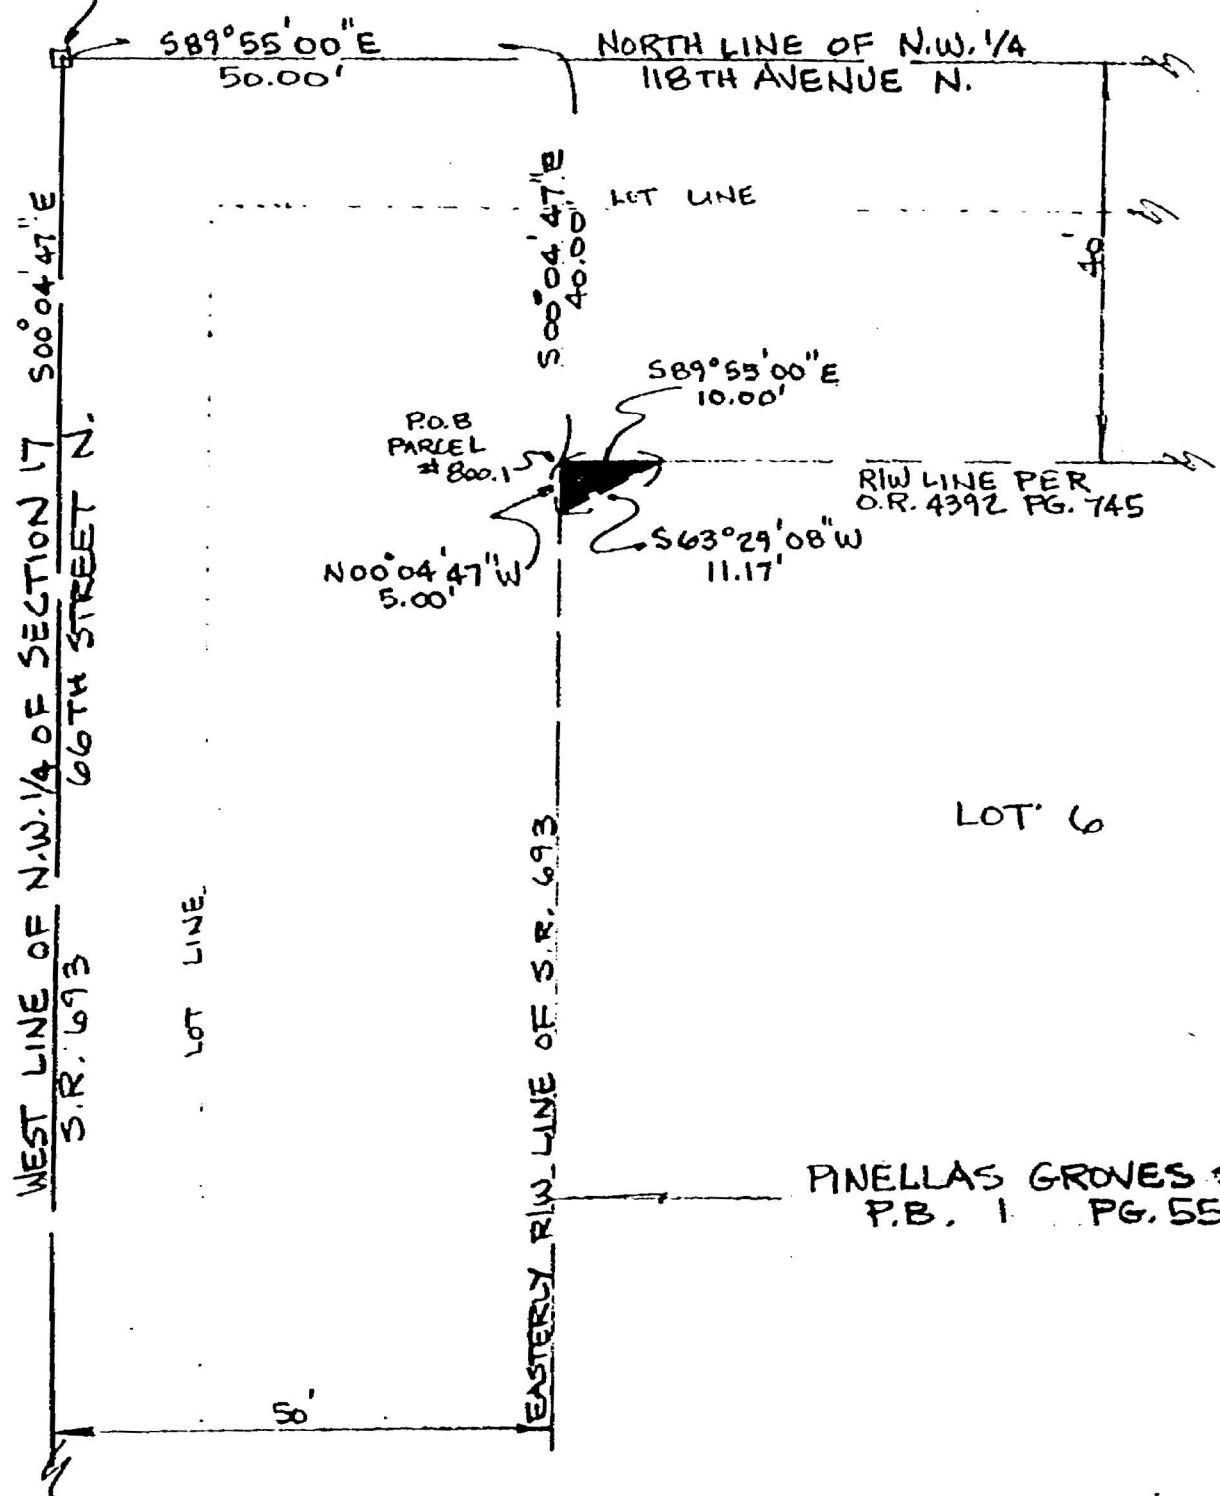 S89°55'00"E
50.00'
NORTH LINE OF N.W. 1/4
118TH AVENUE N.
S00°04'47"E
40.00'
LOT LINE
40'
S00°04'47"E
WEST LINE OF N.W. 1/4 OF SECTION 17
66TH STREET N.
S.R. 693
S89°55'00"E
10.00'
P.O.B
PARCEL
#800.1
R/W LINE PER
O.R. 4392 PG. 745
S63°29'08"W
11.17'
N00°04'47"W
5.00'
LOT 6
LOT LINE
EASTERLY R/W LINE OF S.R. 693
PINELLAS GROVES
P.B. 1 PG. 55
50'